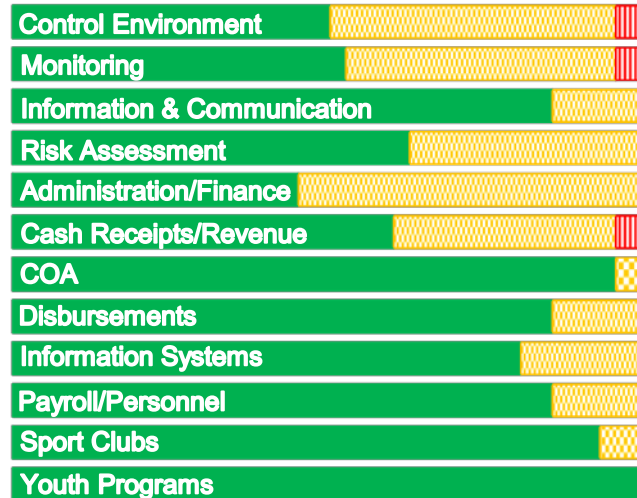 Control Environment
Monitoring
Information & Communication
Risk Assessment
Administration/Finance
Cash Receipts/Revenue
COA
Disbursements
Information Systems
Payroll/Personnel
Sport Clubs
Youth Programs